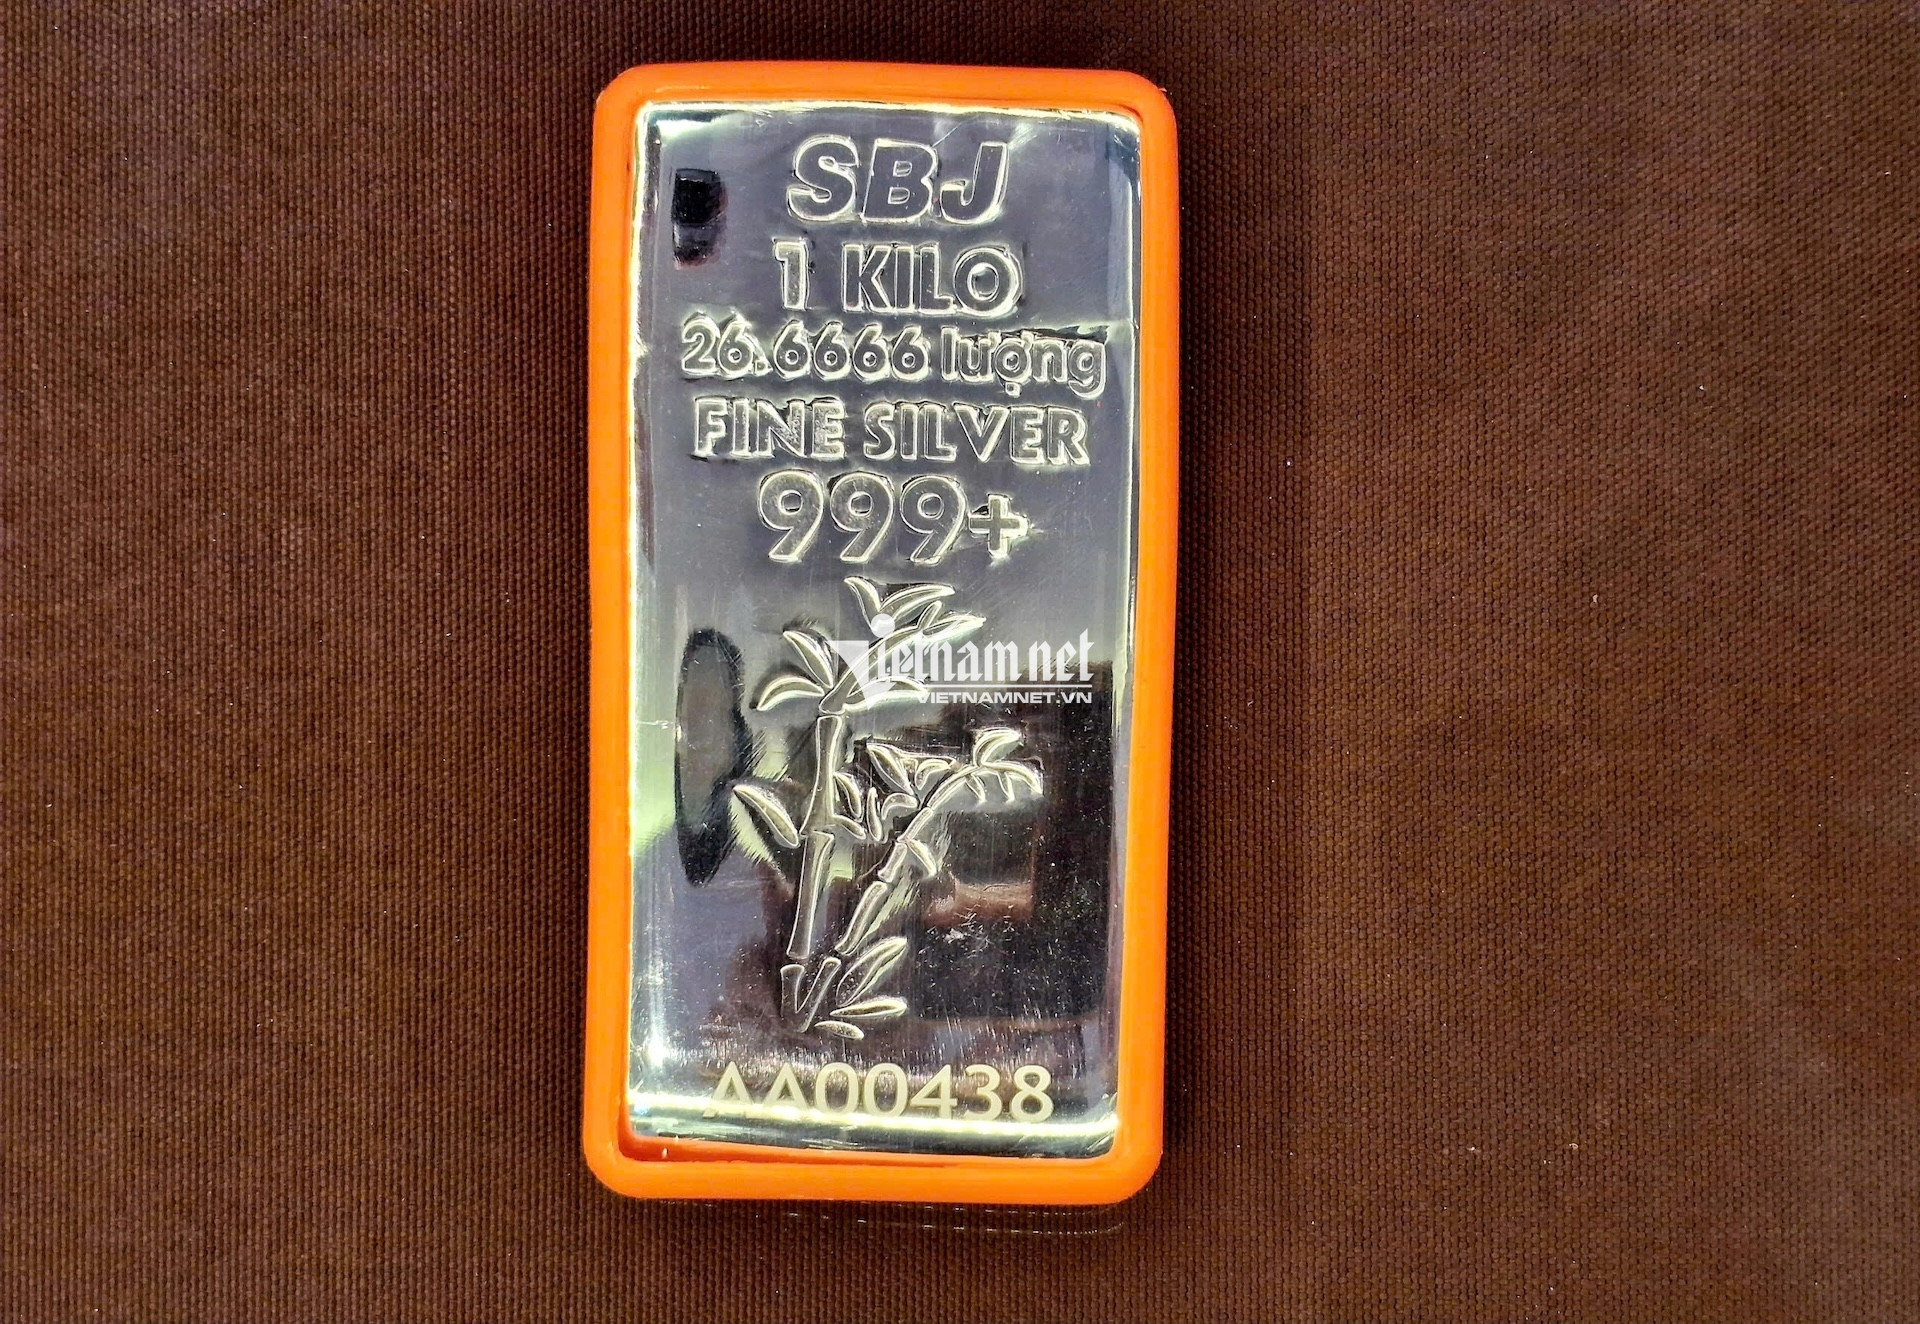 SBJ
1 KILO
26.6666 lượng
FINE SILVER
999+
Vietnamnet
VIETNAMNET.VN
AA00438